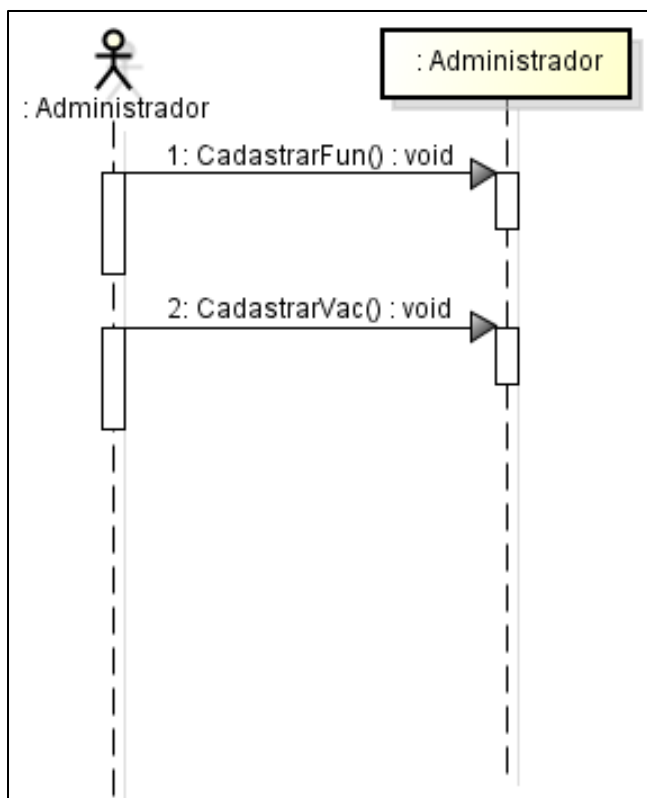 : Administrador
: Administrador
1: CadastrarFun() : void
2: CadastrarVac() : void